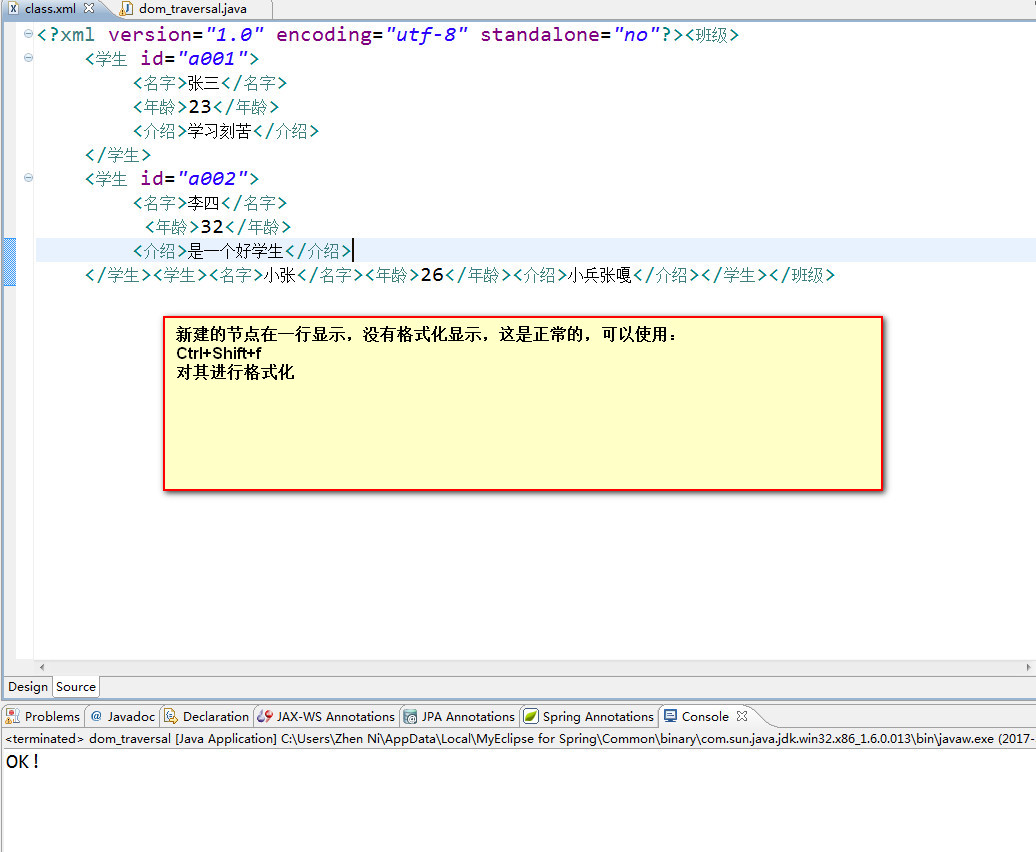 class.xml dom_traversal.java
<?xml version="1.0" encoding="utf-8" standalone="no"?><班级>
<学生 id="a001">
<名字>张三</名字>
<年龄>23</年龄>
<介绍>学习刻苦</介绍>
</学生>
<学生 id="a002">
<名字>李四</名字>
<年龄>32</年龄>
<介绍>是一个好学生</介绍>
</学生><学生><名字>小张</名字><年龄>26</年龄><介绍>小兵张嘎</介绍></学生></班级>
新建的节点在一行显示，没有格式化显示，这是正常的，可以使用：
Ctrl+Shift+f
对其进行格式化
Design Source
Problems @ Javadoc Declaration JAX-WS Annotations JPA Annotations Spring Annotations Console
<terminated> dom_traversal [Java Application] C:\Users\Zhen Ni\AppData\Local\MyEclipse for Spring\Common\binary\com.sun.java.jdk.win32.x86_1.6.0.013\bin\javaw.exe (2017-
OK!